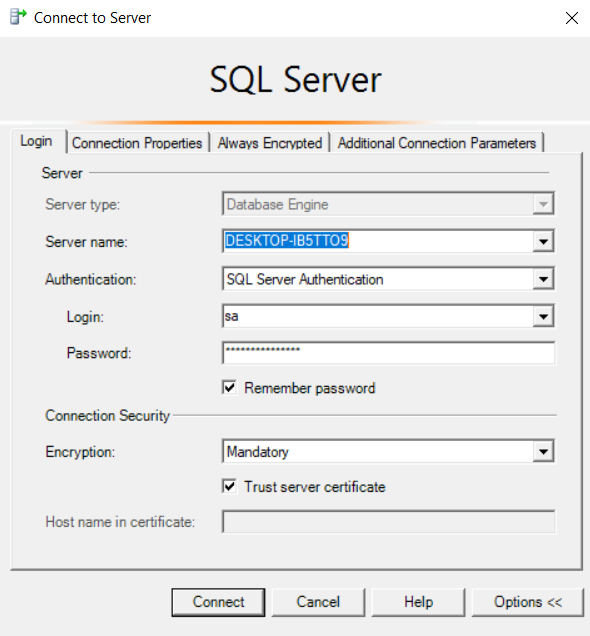 Connect to Server
SQL Server
Login Connection Properties Always Encrypted Additional Connection Parameters
Server
Server type: Database Engine
Server name: DESKTOP-IB5TTO9
Authentication: SQL Server Authentication
Login: sa
Password: ***************
Remember password
Connection Security
Encryption: Mandatory
Trust server certificate
Host name in certificate:
Connect Cancel Help Options <<